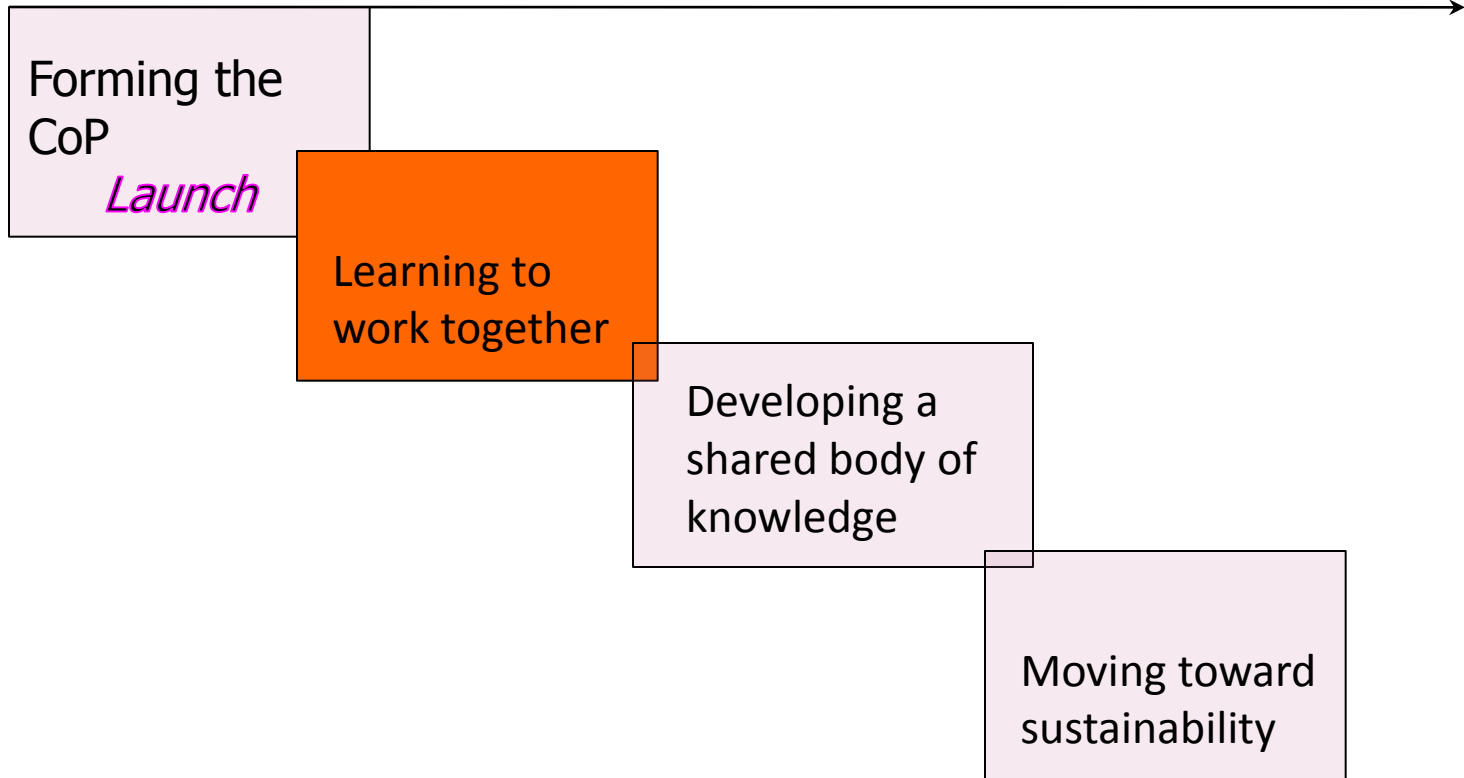 Forming the
CoP
Launch
Learning to
work together
Developing a
shared body of
knowledge
Moving toward
sustainability